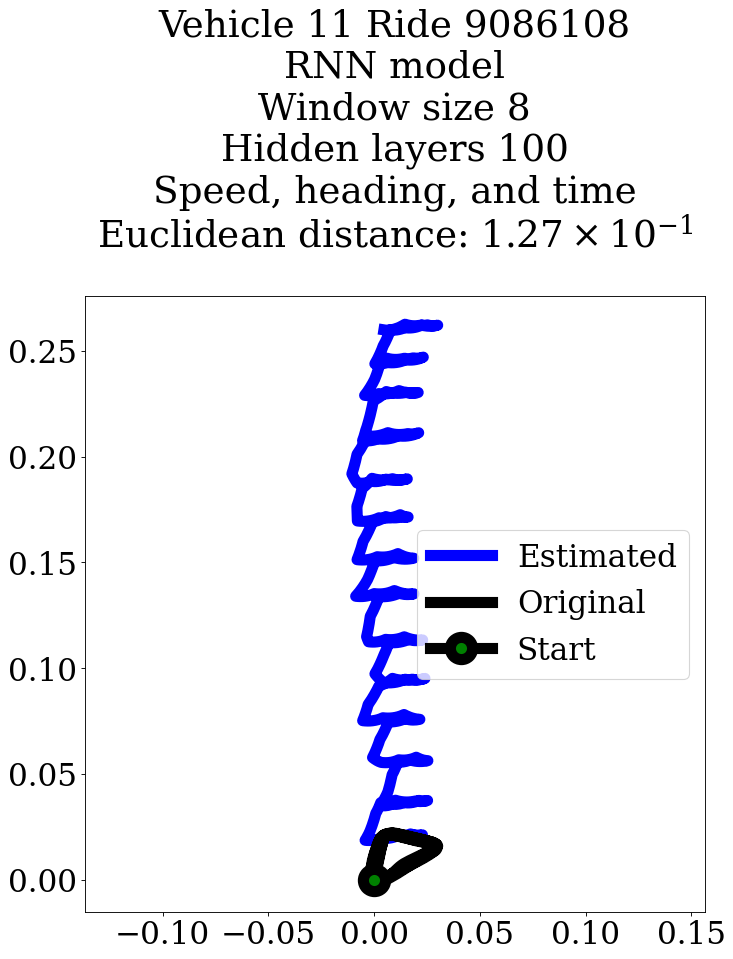 Vehicle 11 Ride 9086108
RNN model
Window size 8
Hidden layers 100
Speed, heading, and time
Euclidean distance: 1.27 × 10⁻¹
0.25
0.20
0.15
0.10
0.05
0.00
Estimated
Original
Start
−0.10 −0.05 0.00 0.05 0.10 0.15